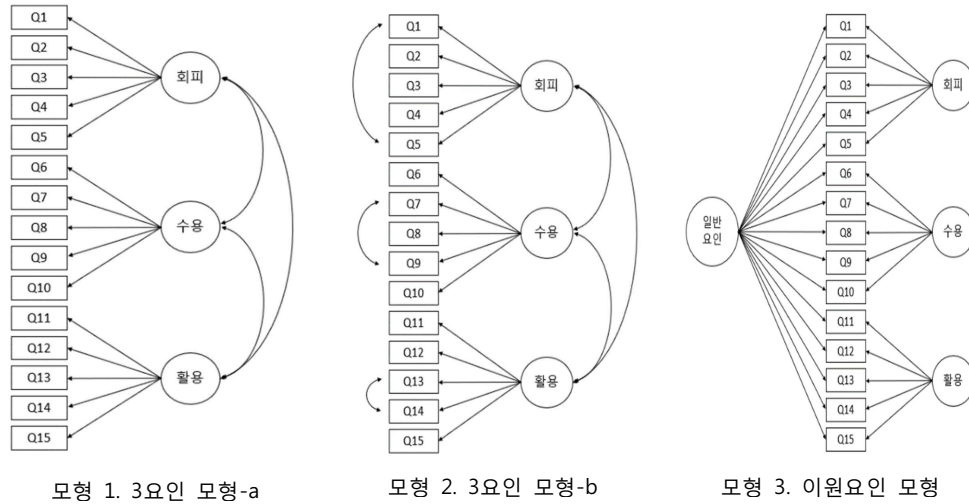 Q1
Q2
Q3
Q4
Q5
Q6
Q7
Q8
Q9
Q10
Q11
Q12
Q13
Q14
Q15
회피
수용
활용
모형 1. 3요인 모형-a
Q1
Q2
Q3
Q4
Q5
Q6
Q7
Q8
Q9
Q10
Q11
Q12
Q13
Q14
Q15
회피
수용
활용
모형 2. 3요인 모형-b
일반
요인
Q1
Q2
Q3
Q4
Q5
Q6
Q7
Q8
Q9
Q10
Q11
Q12
Q13
Q14
Q15
회피
수용
활용
모형 3. 이원요인 모형